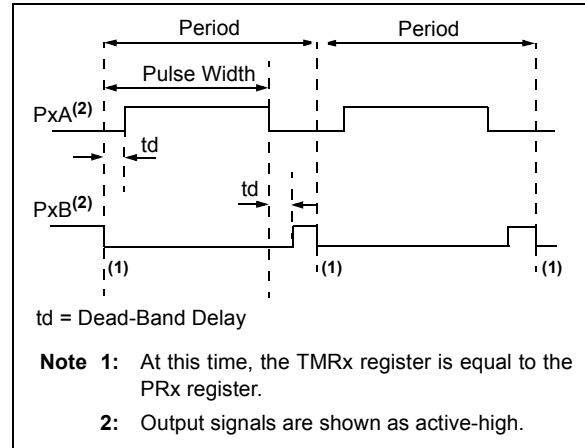 Period Period
Pulse Width
PxA(2)
td
td
PxB(2)
(1) (1) (1)
td = Dead-Band Delay
Note 1: At this time, the TMRx register is equal to the
PRx register.
2: Output signals are shown as active-high.